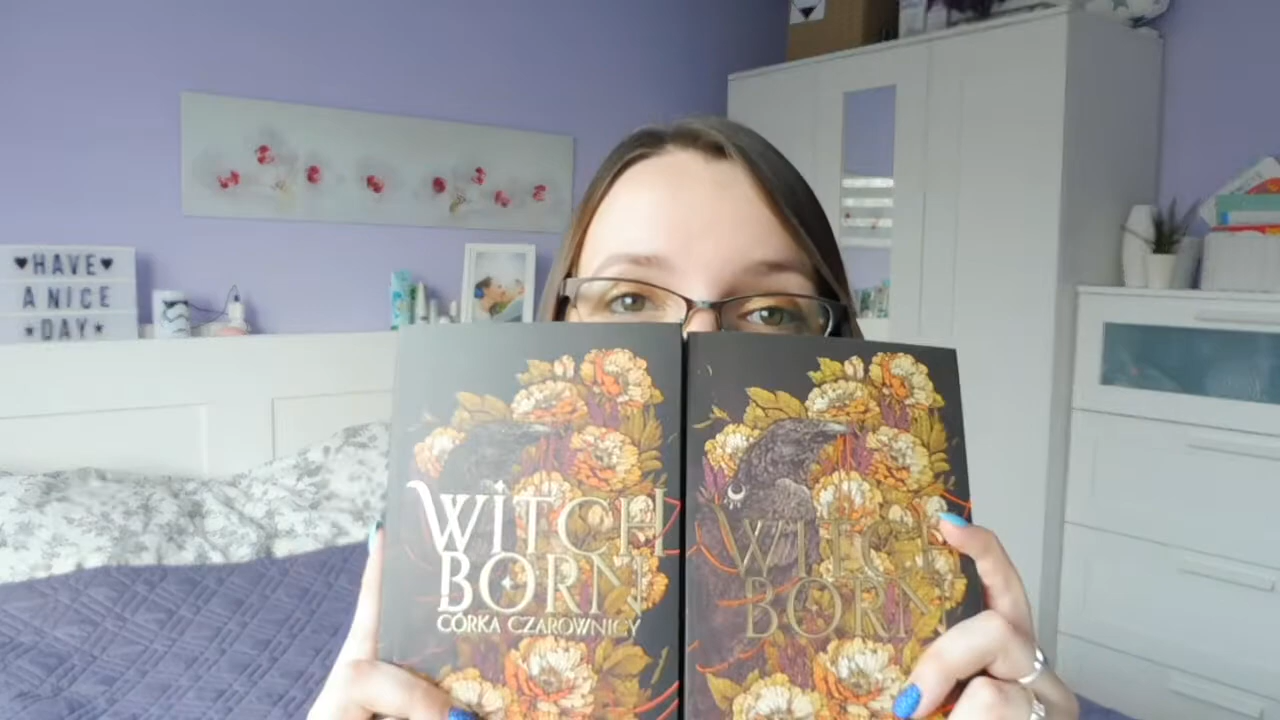 ♥HAVE♥
A NICE
★DAY★
WITCH
BORN
CÓRKA CZAROWNICY
WITCH
BORN